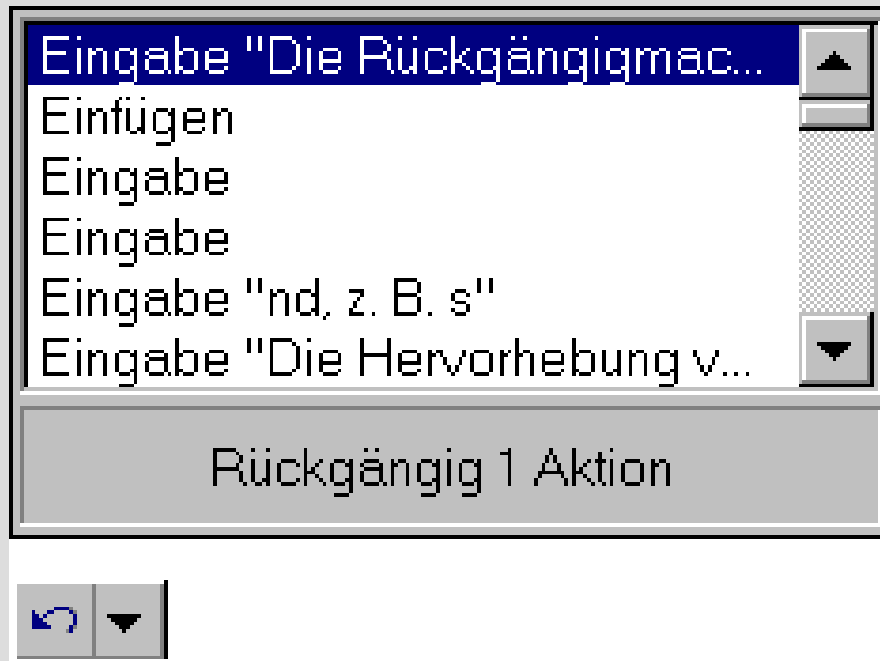 Eingabe "Die Rückgängigmac...
Einfügen
Eingabe
Eingabe
Eingabe "nd, z. B. s"
Eingabe "Die Hervorhebung v...
Rückgängig 1 Aktion